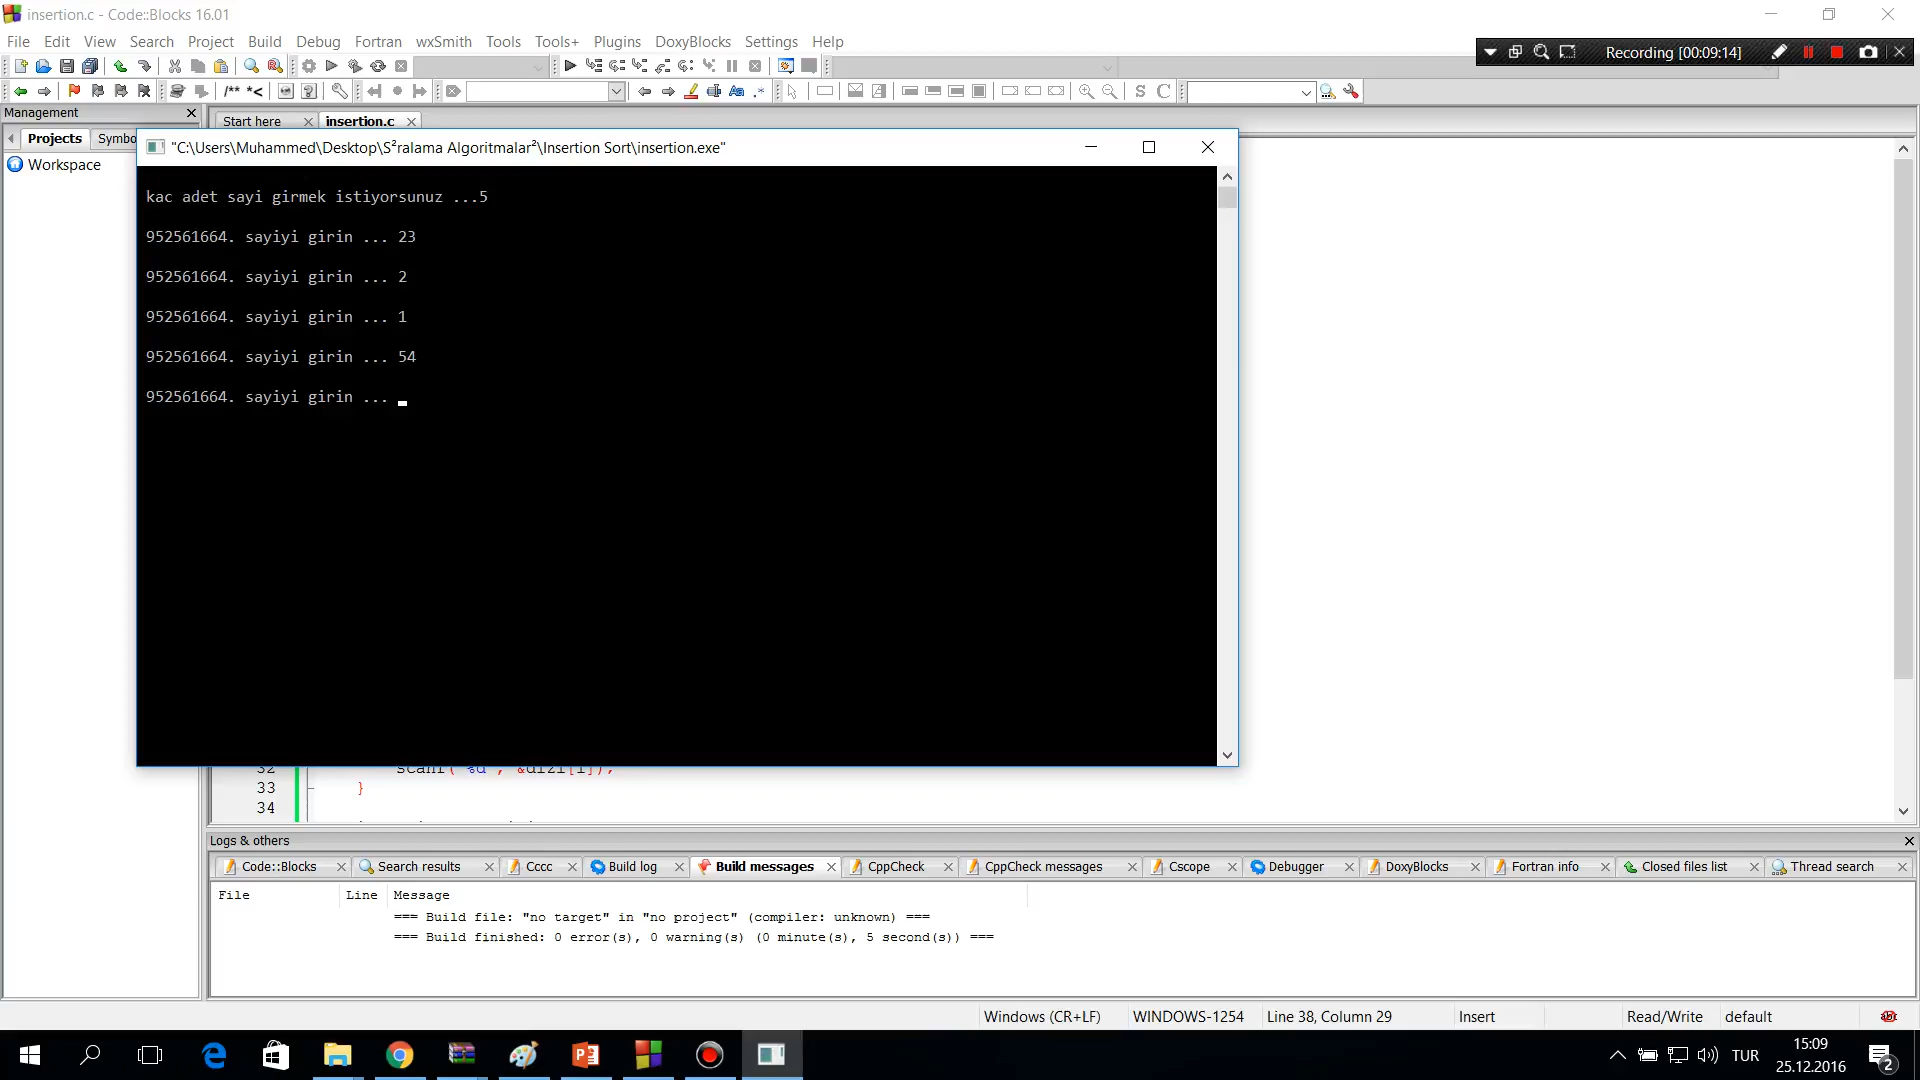 insertion.c - Code::Blocks 16.01
File Edit View Search Project Build Debug Fortran wxSmith Tools Tools+ Plugins DoxyBlocks Settings Help
Recording [00:09:14]
/** *<
Aa .*
S C
Management
Projects Symbo
Start here insertion.c
Workspace
"C:\Users\Muhammed\Desktop\S²ralama Algoritmalar²\Insertion Sort\insertion.exe"
kac adet sayi girmek istiyorsunuz ...5
952561664. sayiyi girin ... 23
952561664. sayiyi girin ... 2
952561664. sayiyi girin ... 1
952561664. sayiyi girin ... 54
952561664. sayiyi girin ...
32 scanf("%d", &dizi[i]);
33 }
34
Logs & others
Code::Blocks Search results Cccc Build log Build messages CppCheck CppCheck messages Cscope Debugger DoxyBlocks Fortran info Closed files list Thread search
File Line Message
=== Build file: "no target" in "no project" (compiler: unknown) ===
=== Build finished: 0 error(s), 0 warning(s) (0 minute(s), 5 second(s)) ===
Windows (CR+LF) WINDOWS-1254 Line 38, Column 29 Insert Read/Write default
TUR
15:09
25.12.2016
2